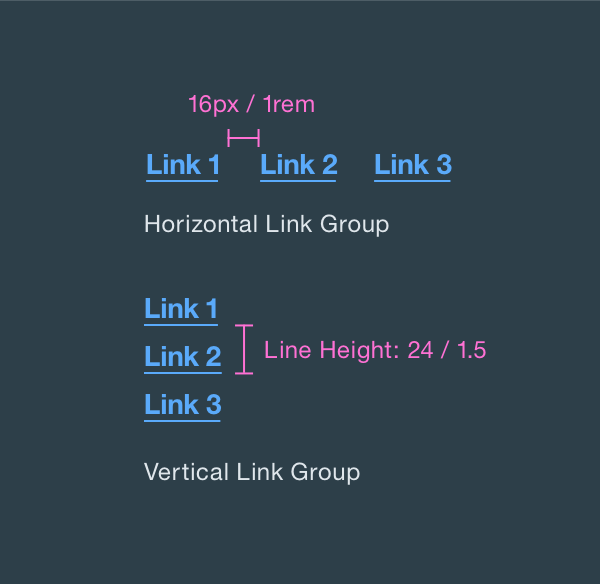 16px / 1rem
Link 1 Link 2 Link 3
Horizontal Link Group
Link 1
Link 2
Line Height: 24 / 1.5
Link 3
Vertical Link Group